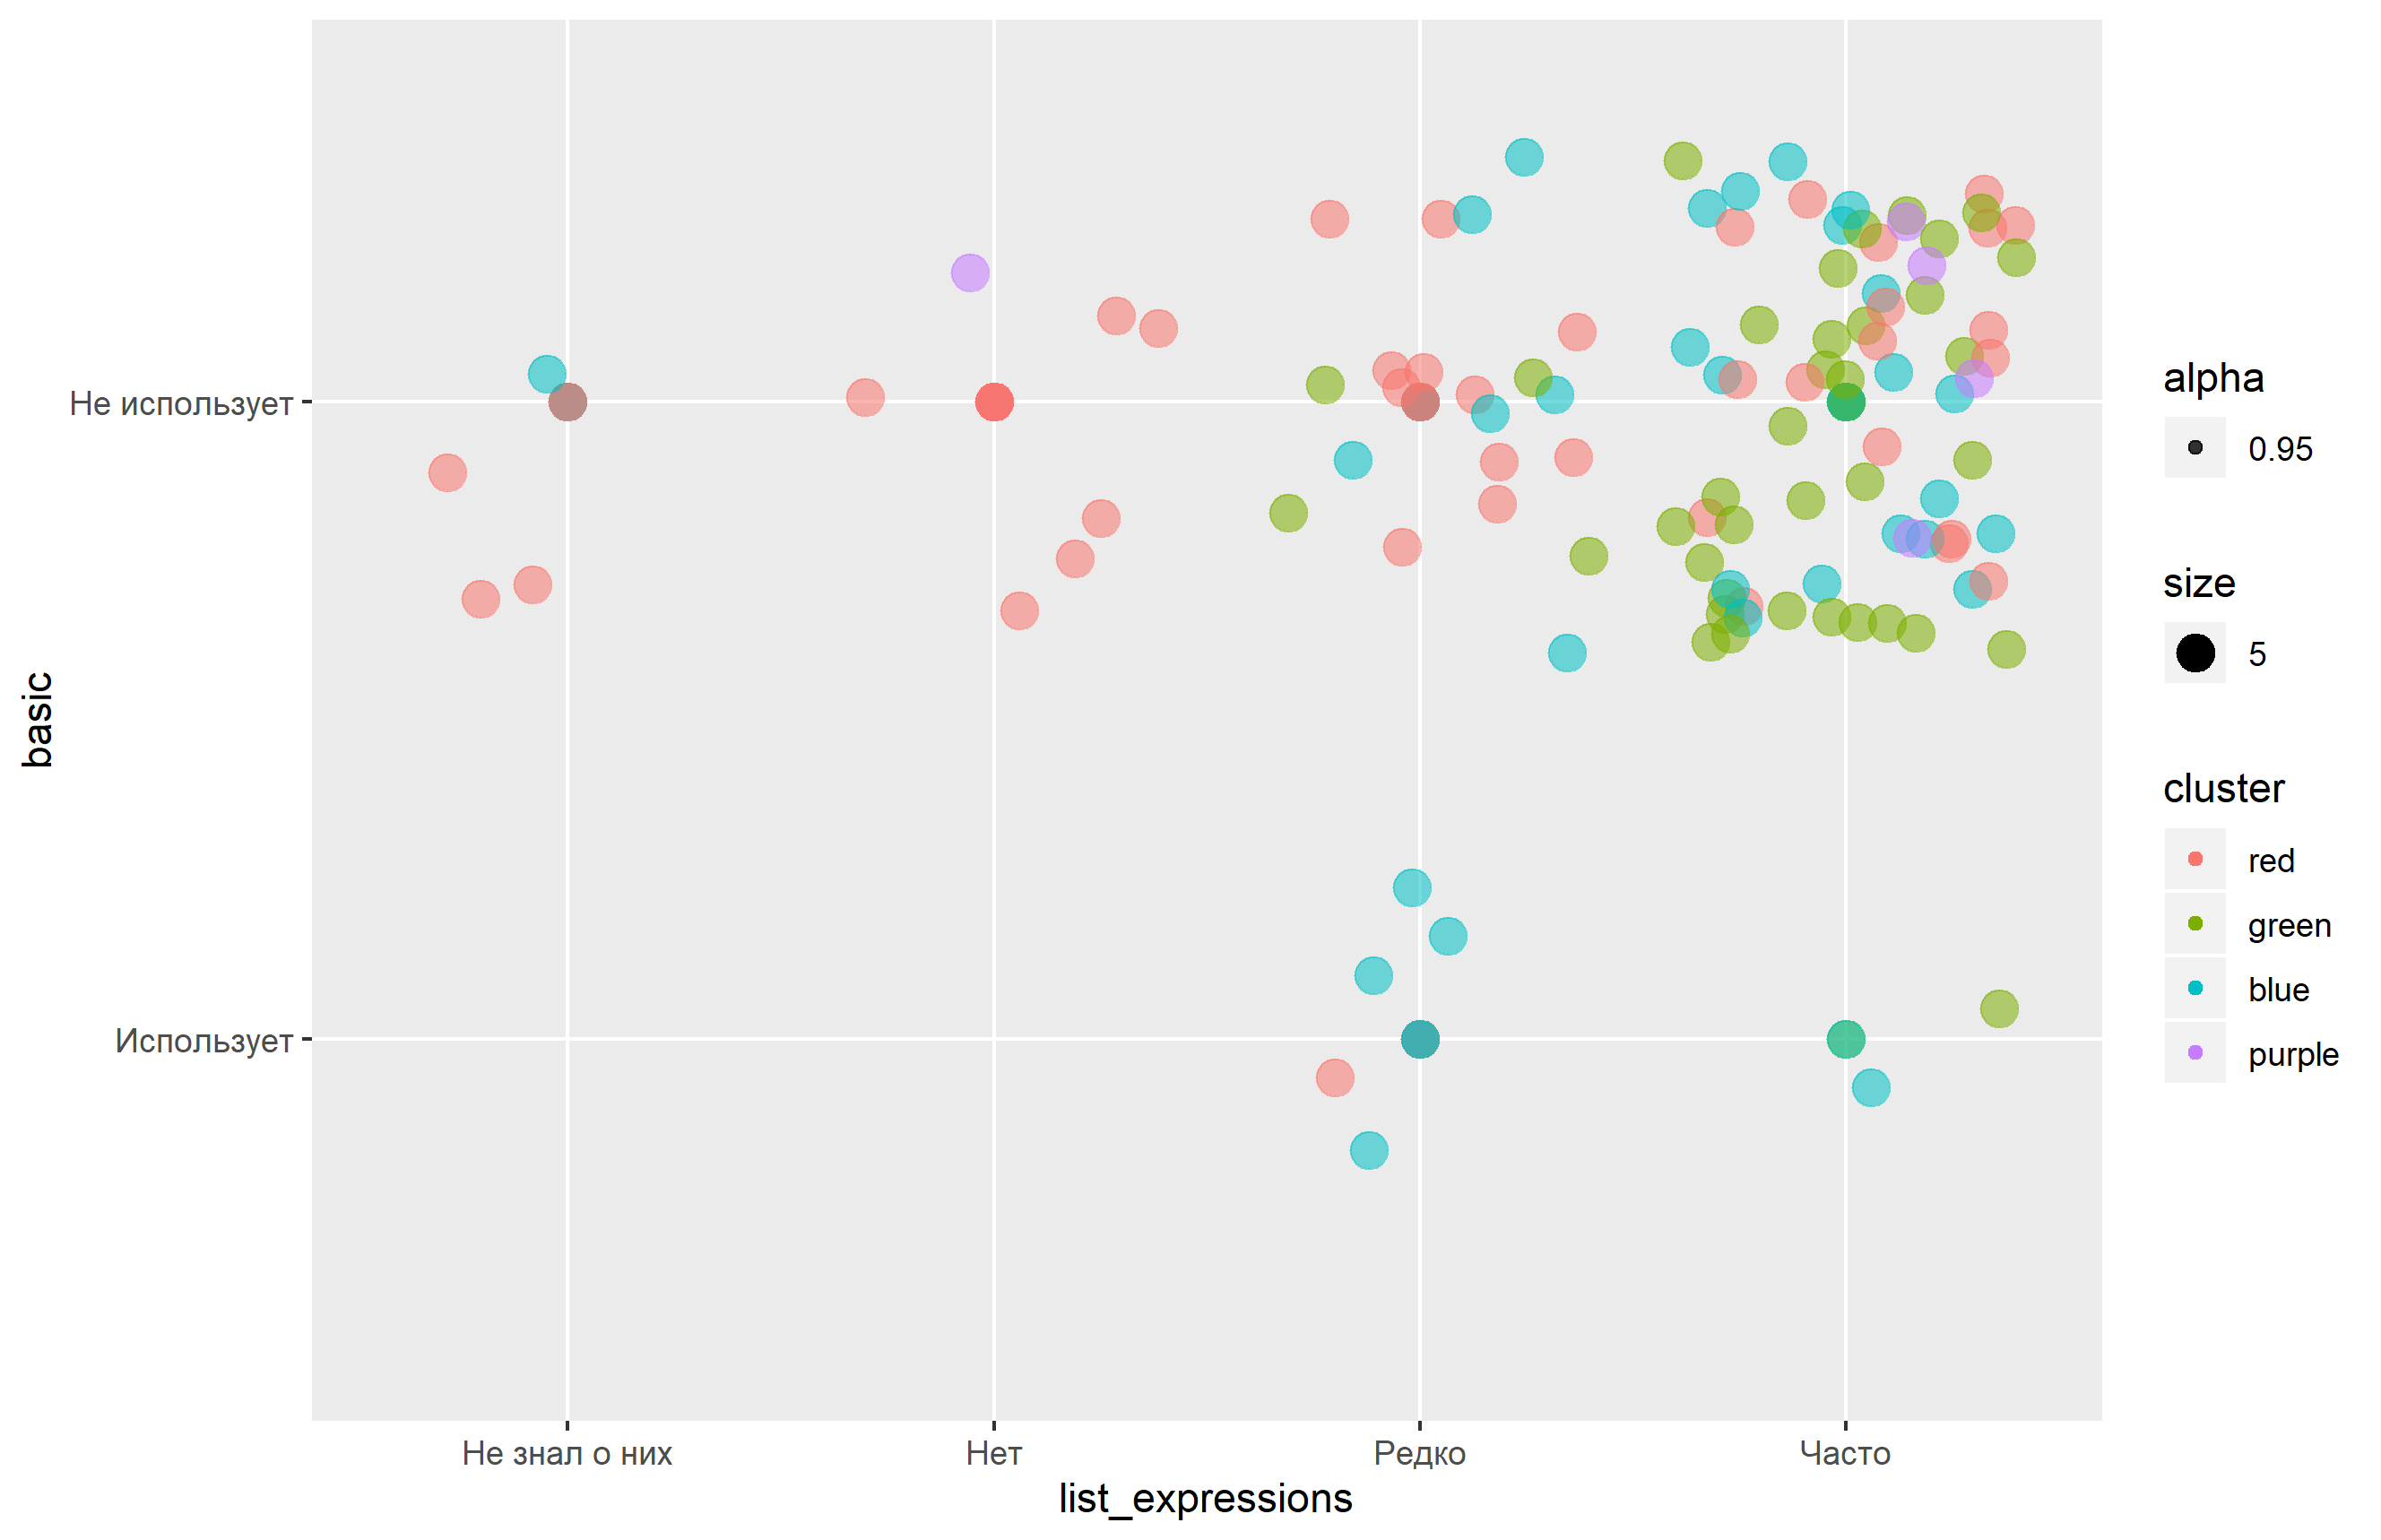 basic
Не использует
Использует
Не знал о них
Нет
Редко
Часто
list_expressions
alpha
0.95
size
5
cluster
red
green
blue
purple